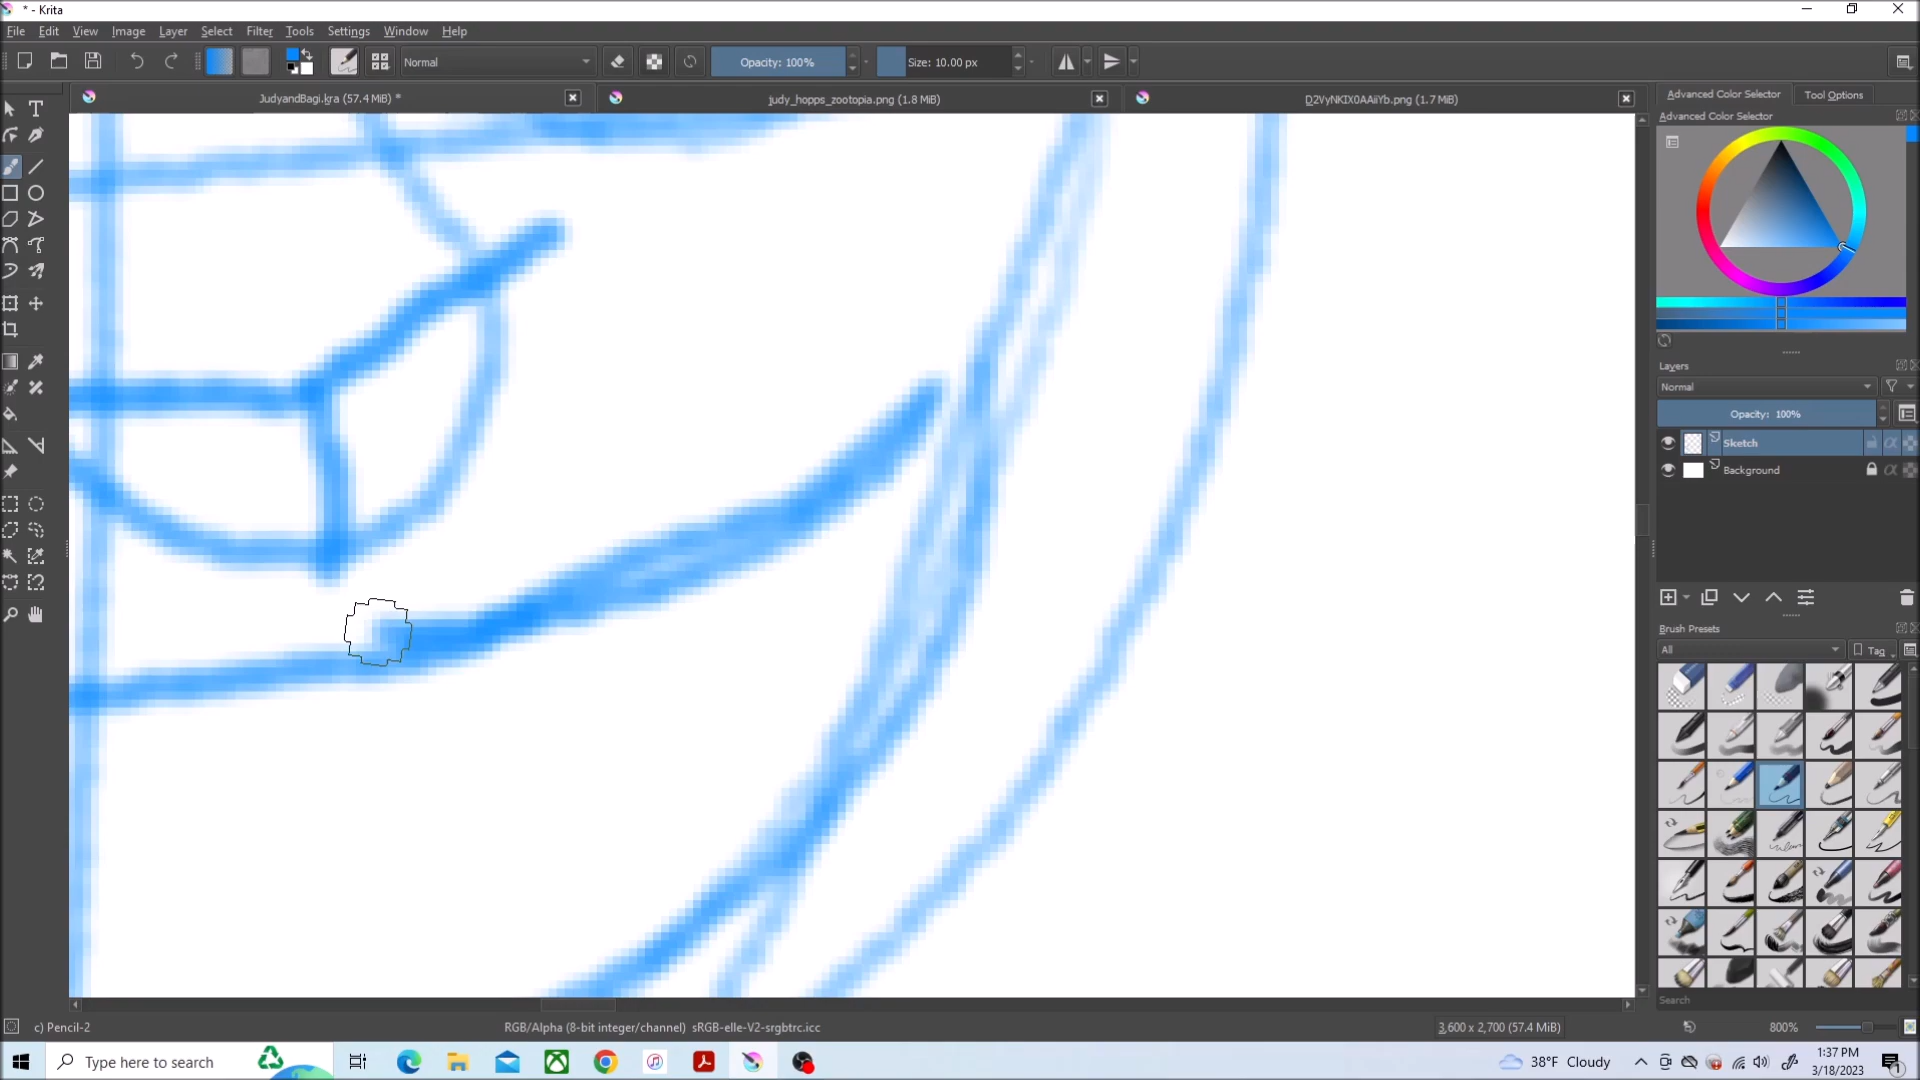 * - Krita
File Edit View Image Layer Filter Tools Settings Window Help
Normal
Opacity: 100%
Size: 10.00 px
JudyandBagi.kra (57.4 MiB) *
judy_hopps_zootopia.png (1.8 MiB)
D2VyNKIX0AAiiYb.png (1.7 MiB)
Advanced Color Selector
Tool Options
Advanced Color Selector
Layers
Normal
Opacity: 100%
Sketch
Background
Brush Presets
All
Tag
Search
c) Pencil-2
RGB/Alpha (8-bit integer/channel) sRGB-elle-V2-srgbtrc.icc
3,600 x 2,700 (57.4 MiB)
800%
Type here to search
38°F Cloudy
1:37 PM
3/18/2023
1